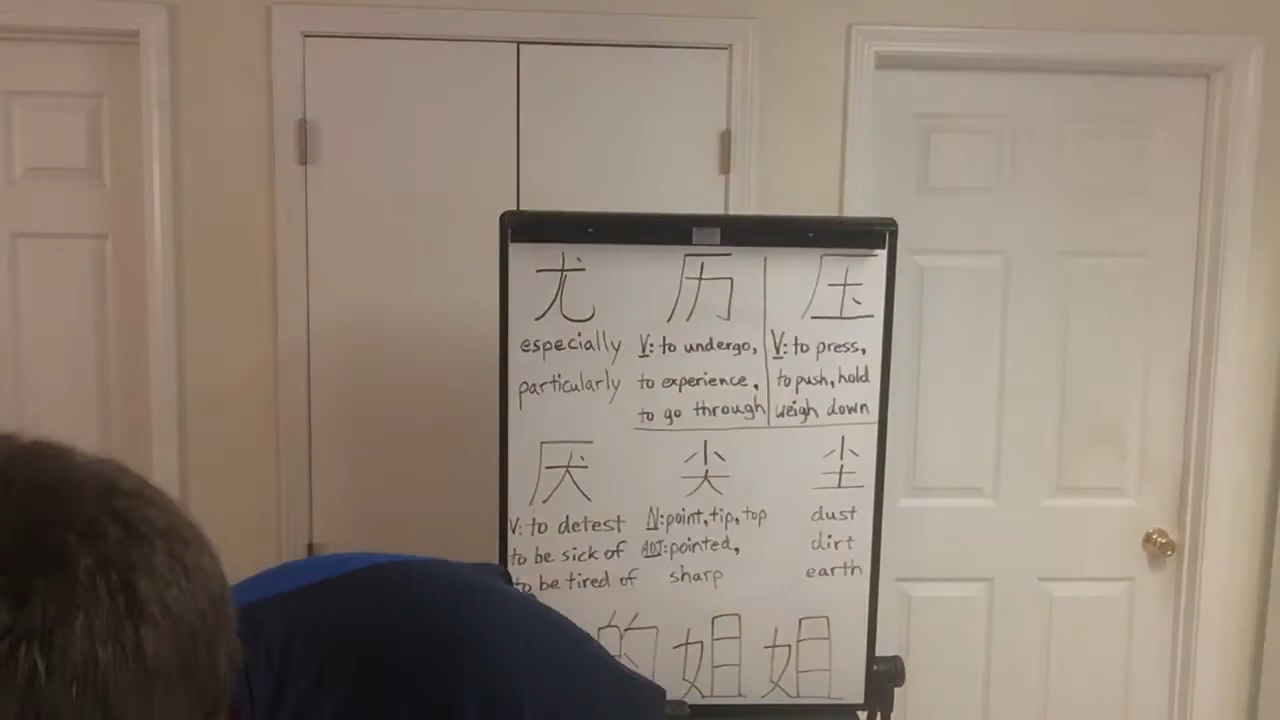 尤 历 压
especially V: to undergo, V: to press,
particularly to experience, to push, hold
to go through weigh down
厌 尖 尘
V: to detest N: point, tip, top dust
to be sick of ADJ: pointed, dirt
to be tired of sharp earth
的 姐 姐